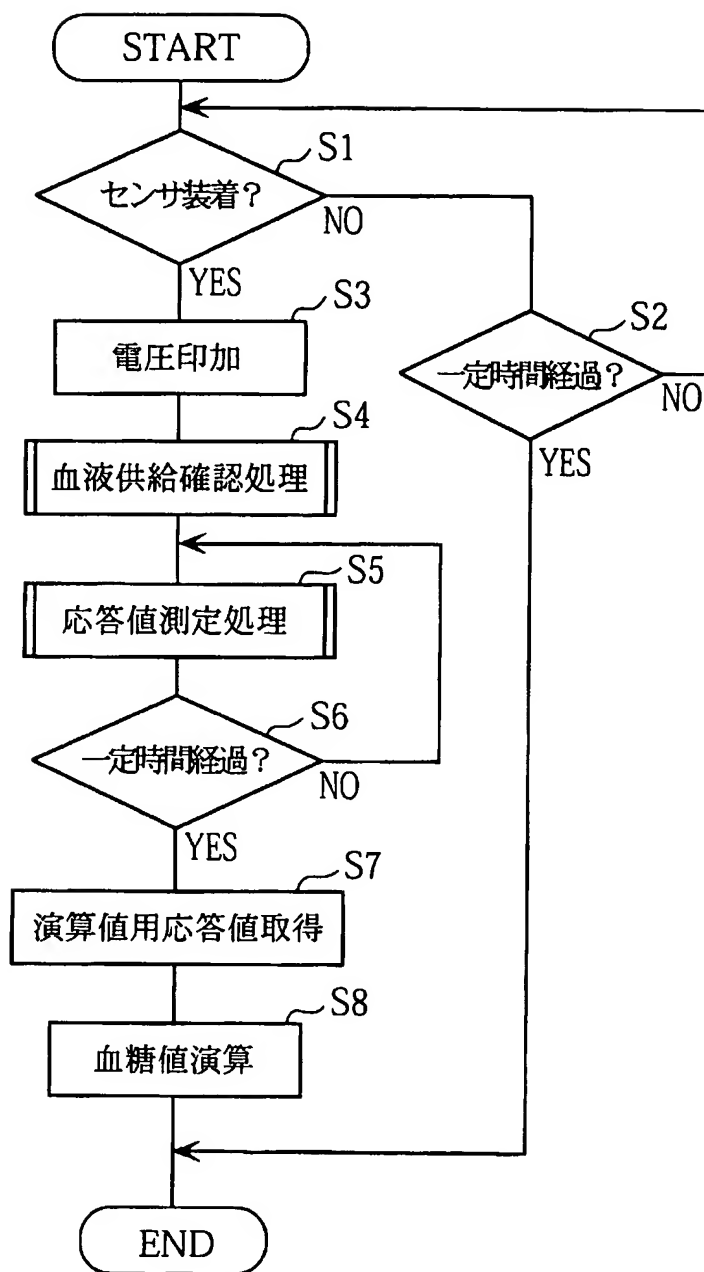 START
S1
センサ装着?
NO
YES
S2
一定時間経過?
NO
YES
S3
電圧印加
S4
血液供給確認処理
S5
応答値測定処理
S6
一定時間経過?
NO
YES
S7
演算値用応答値取得
S8
血糖値演算
END